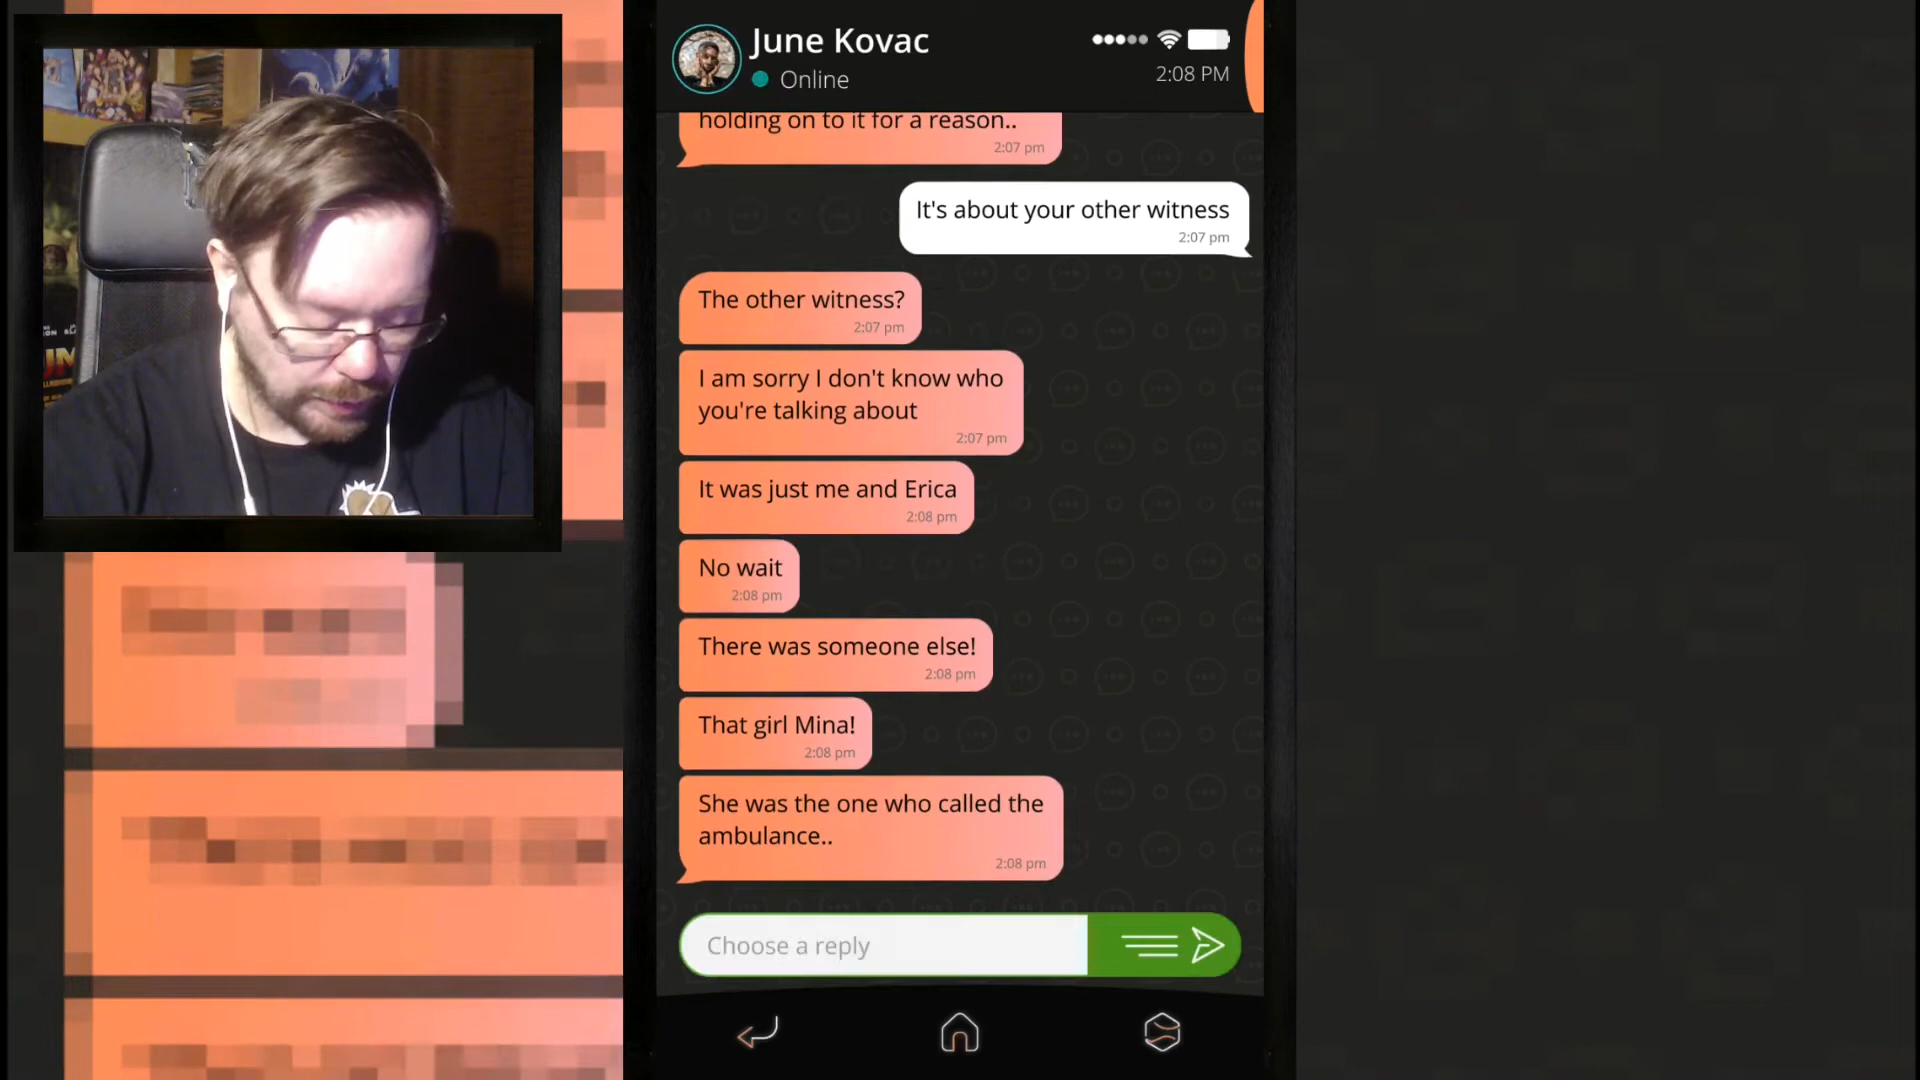 June Kovac
Online
2:08 PM
holding on to it for a reason..
2:07 pm
It's about your other witness
2:07 pm
The other witness?
2:07 pm
I am sorry I don't know who
you're talking about
2:07 pm
It was just me and Erica
2:08 pm
No wait
2:08 pm
There was someone else!
2:08 pm
That girl Mina!
2:08 pm
She was the one who called the
ambulance..
2:08 pm
Choose a reply